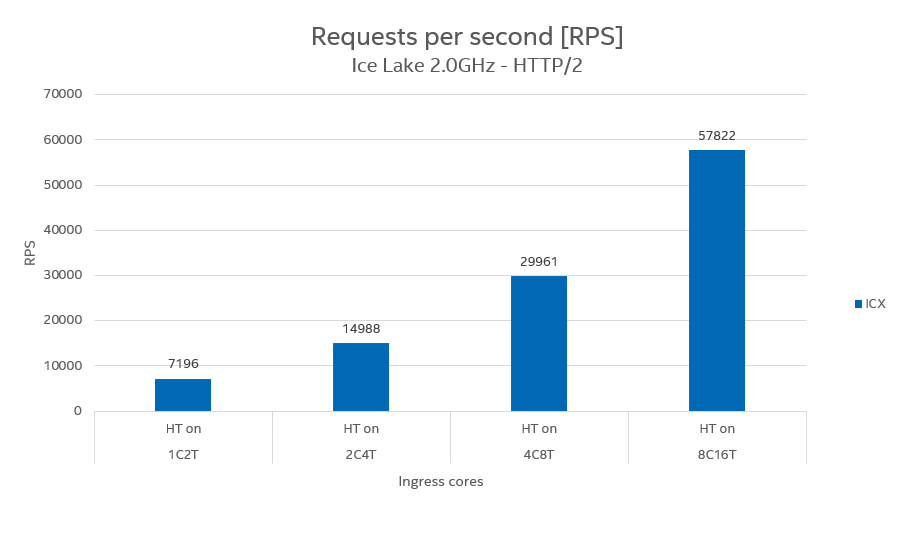 Requests per second [RPS]
Ice Lake 2.0GHz - HTTP/2
70000
60000
50000
40000
30000
20000
10000
0
RPS
7196
14988
29961
57822
ICX
HT on HT on HT on HT on
1C2T 2C4T 4C8T 8C16T
Ingress cores